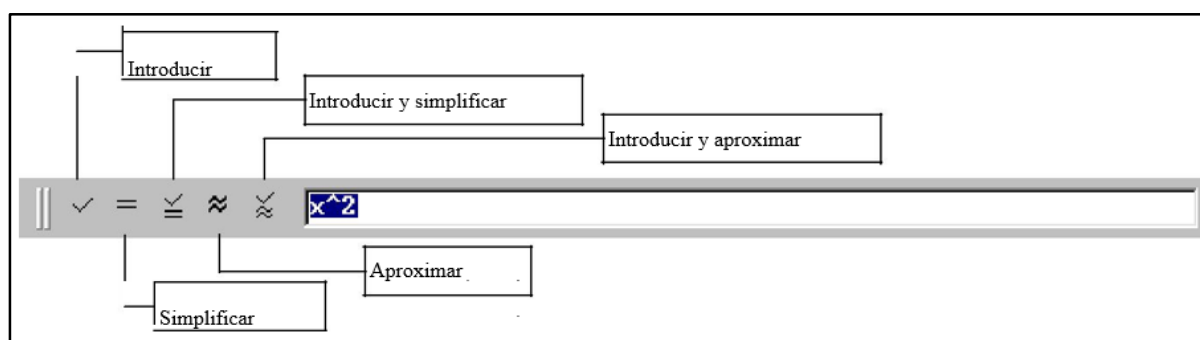 Introducir
Introducir y simplificar
Introducir y aproximar
x^2
Aproximar
Simplificar